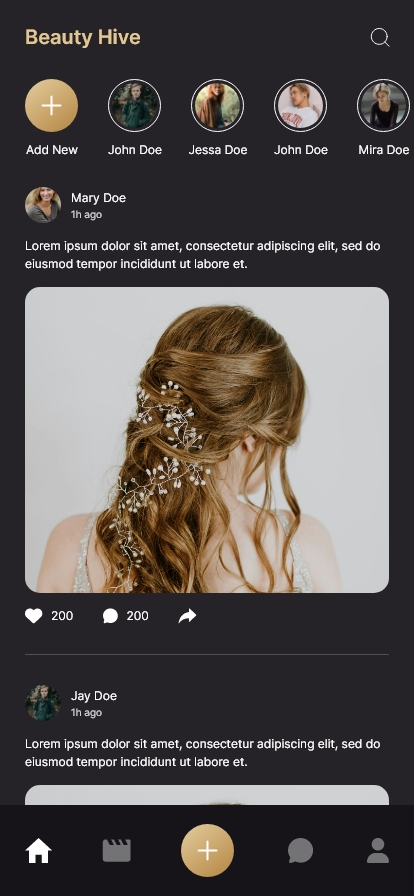 Beauty Hive
Add New
John Doe
Jessa Doe
John Doe
Mira Doe
Mary Doe
1h ago
Lorem ipsum dolor sit amet, consectetur adipiscing elit, sed do
eiusmod tempor incididunt ut labore et.
200
200
Jay Doe
1h ago
Lorem ipsum dolor sit amet, consectetur adipiscing elit, sed do
eiusmod tempor incididunt ut labore et.